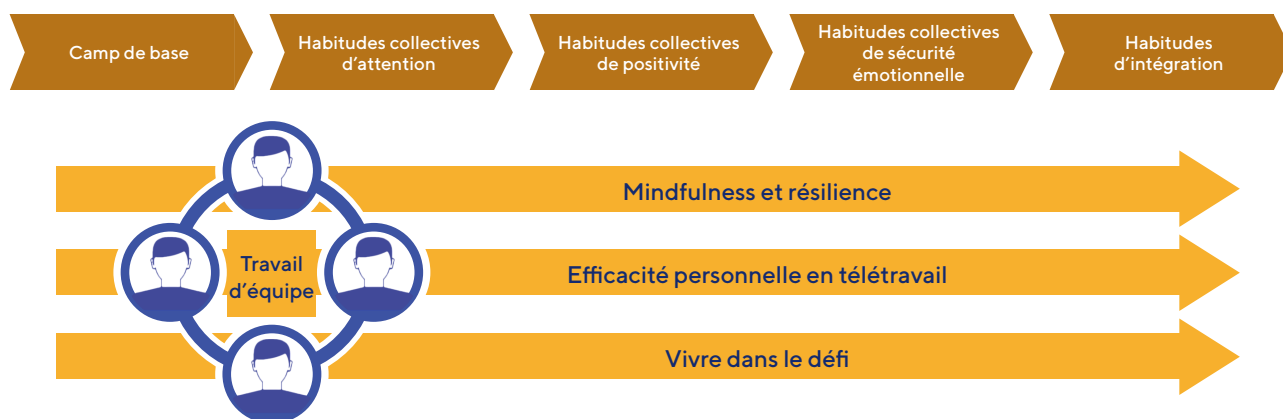 Camp de base
Habitudes collectives
d’attention
Habitudes collectives
de positivité
Habitudes collectives
de sécurité
émotionnelle
Habitudes
d’intégration
Mindfulness et résilience
Travail
d’équipe
Efficacité personnelle en télétravail
Vivre dans le défi